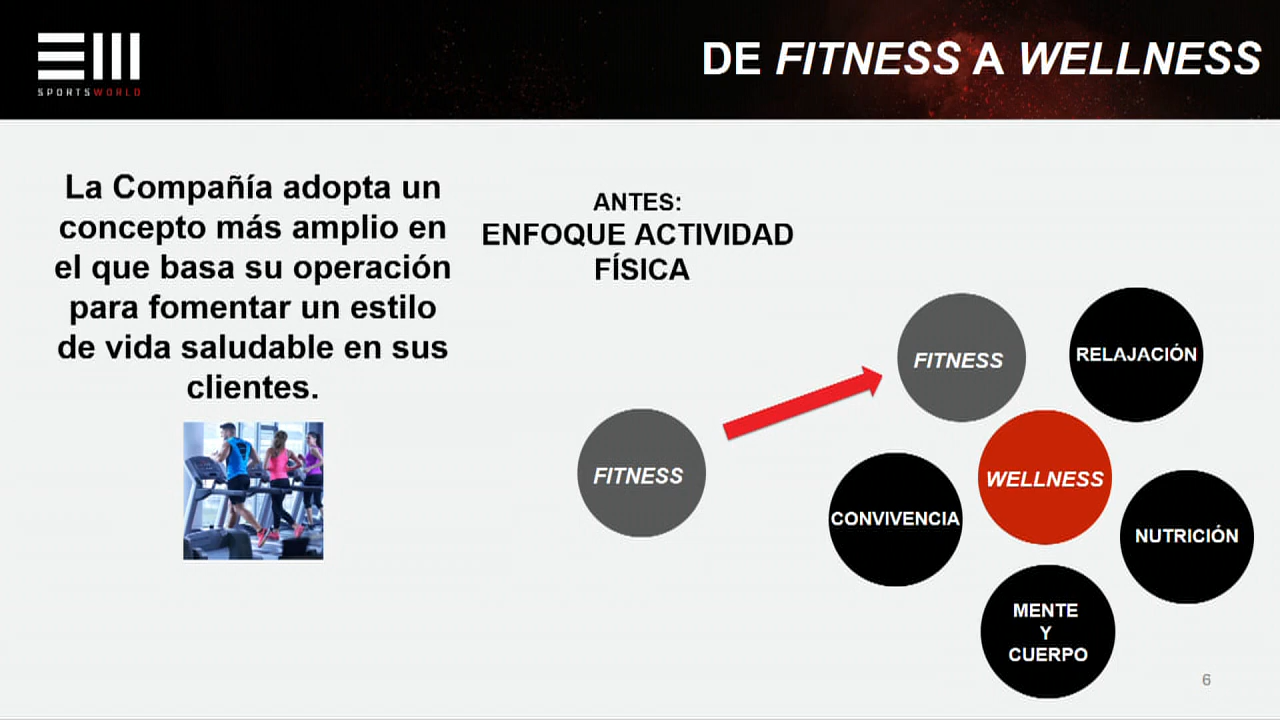 SPORTSWORLD
DE FITNESS A WELLNESS
La Compañía adopta un
concepto más amplio en
el que basa su operación
para fomentar un estilo
de vida saludable en sus
clientes.
ANTES:
ENFOQUE ACTIVIDAD
FÍSICA
FITNESS
FITNESS
RELAJACIÓN
WELLNESS
CONVIVENCIA
NUTRICIÓN
MENTE
Y
CUERPO
6